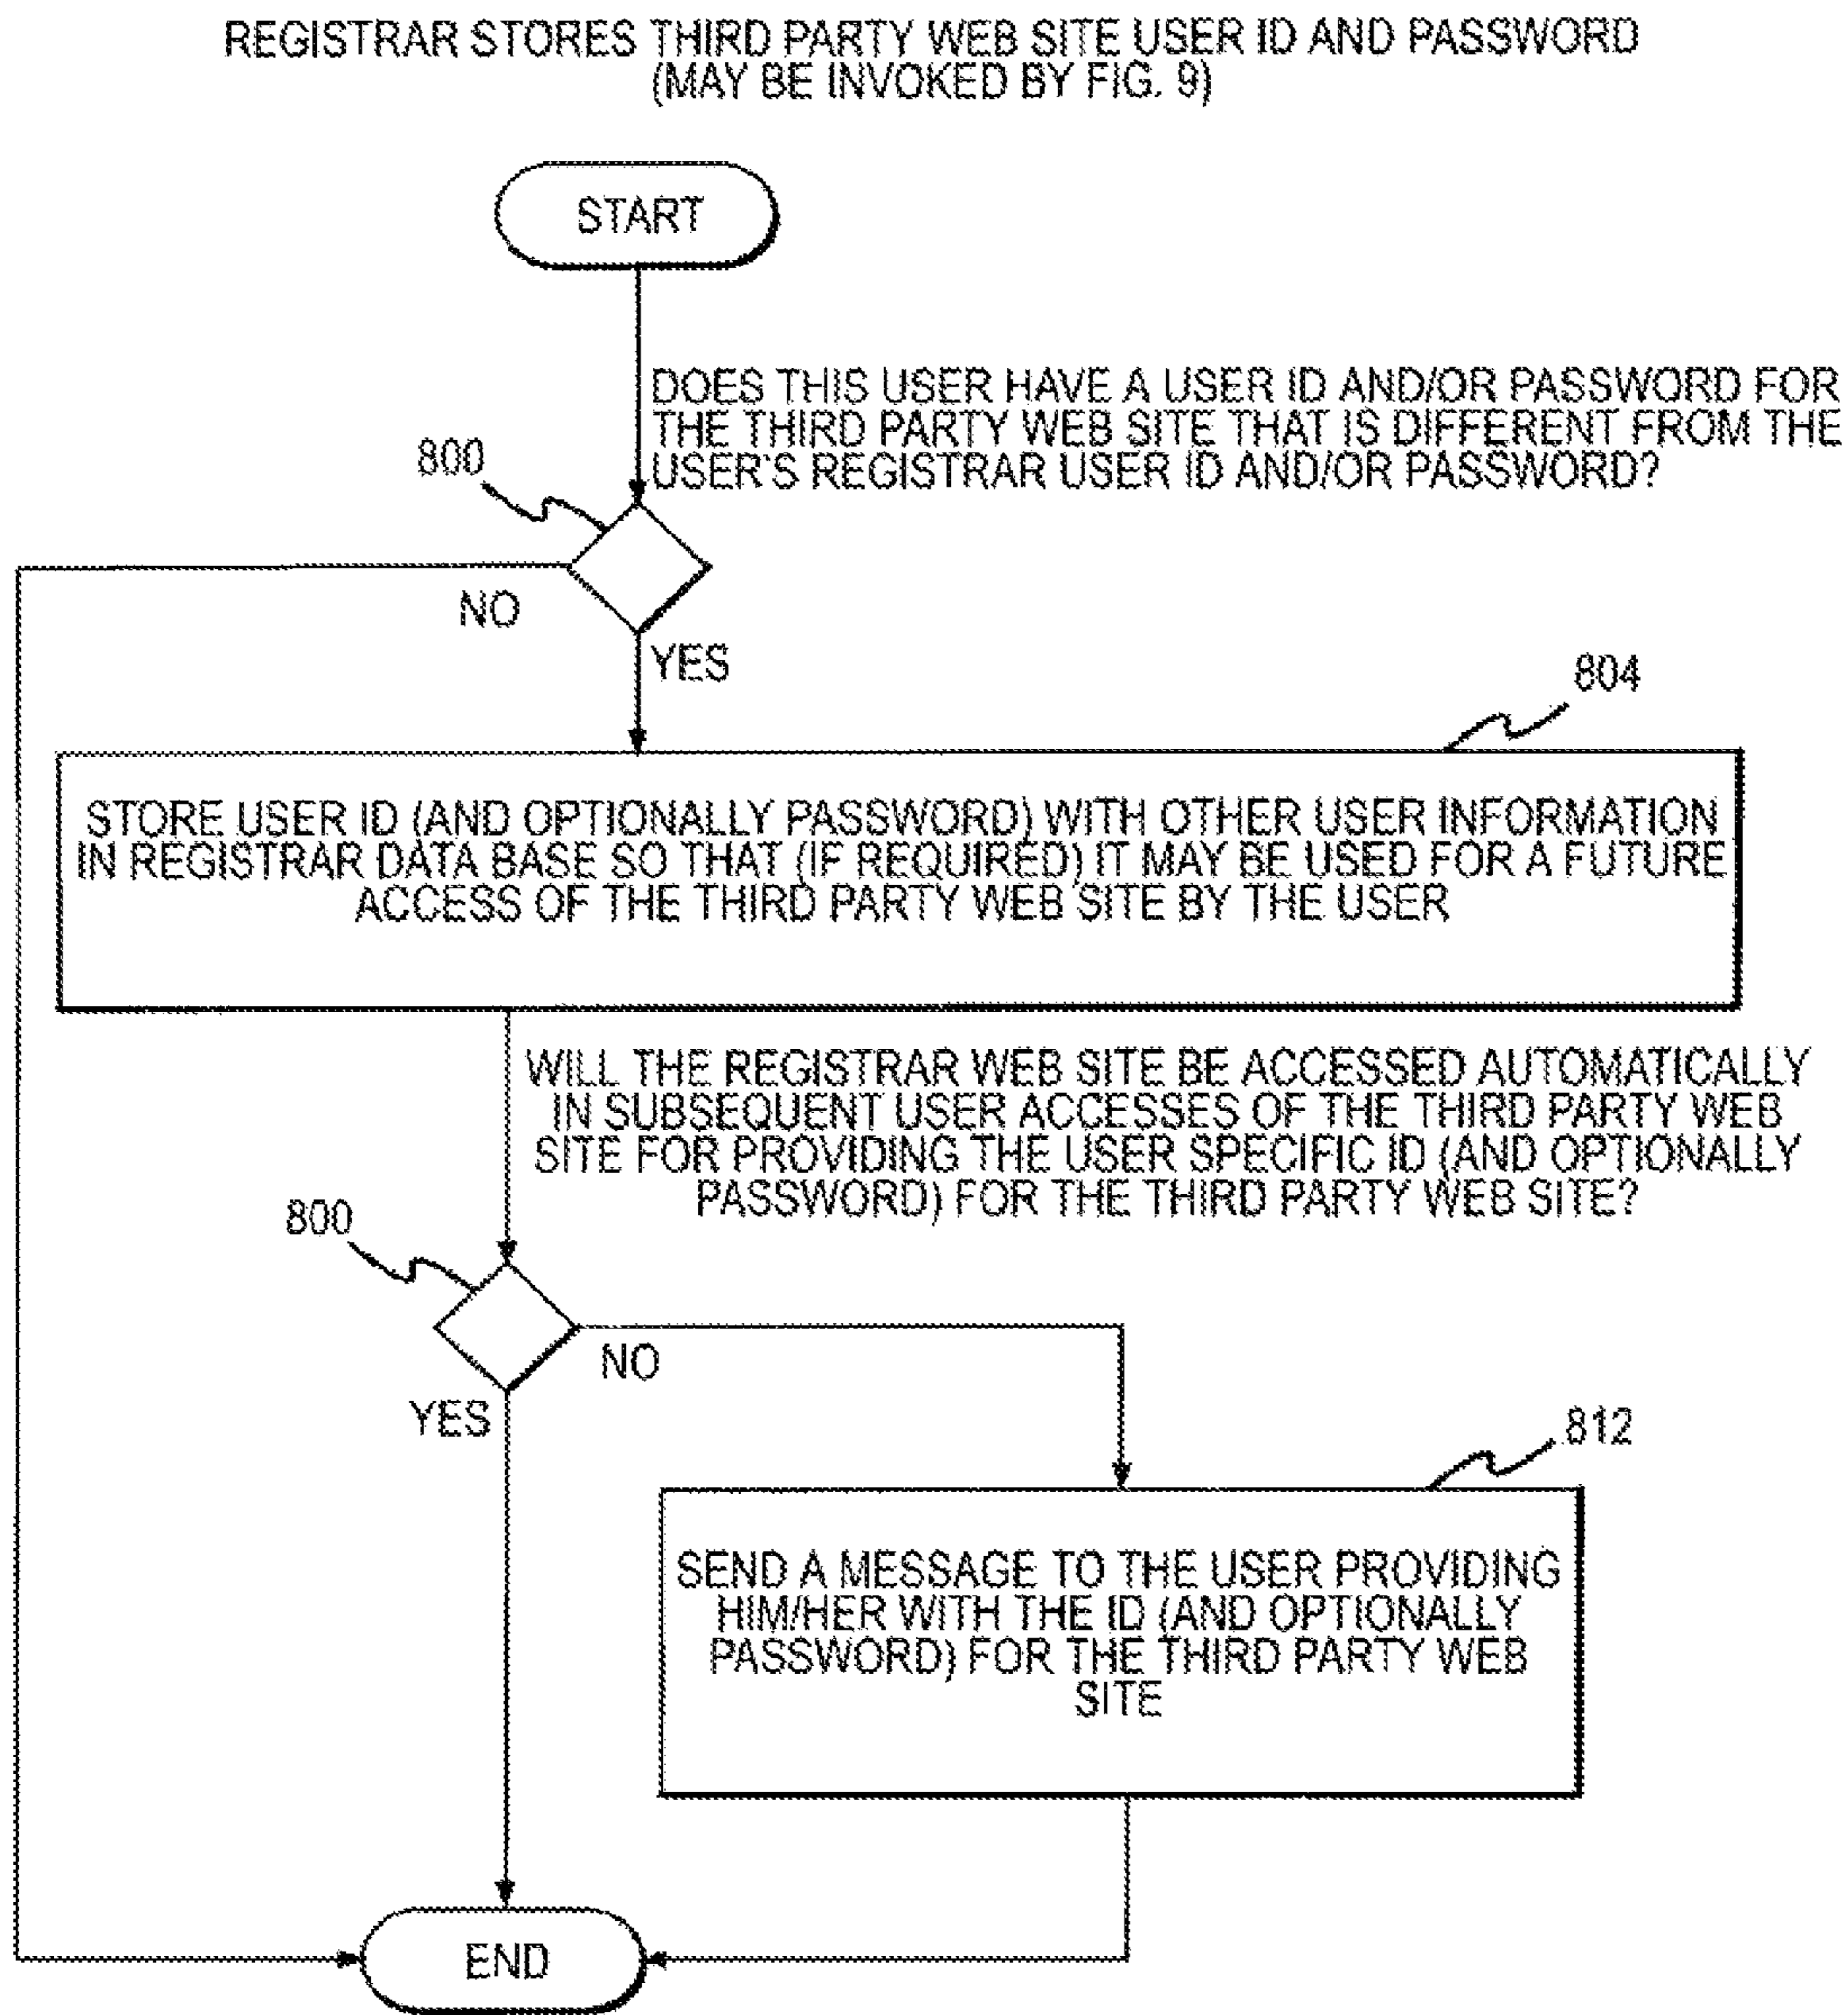 REGISTRAR STORES THIRD PARTY WEB SITE USER ID AND PASSWORD
(MAY BE INVOKED BY FIG. 9)
START
DOES THIS USER HAVE A USER ID AND/OR PASSWORD FOR
THE THIRD PARTY WEB SITE THAT IS DIFFERENT FROM THE
USER'S REGISTRAR USER ID AND/OR PASSWORD?
800
NO
YES
804
STORE USER ID (AND OPTIONALLY PASSWORD) WITH OTHER USER INFORMATION
IN REGISTRAR DATA BASE SO THAT (IF REQUIRED) IT MAY BE USED FOR A FUTURE
ACCESS OF THE THIRD PARTY WEB SITE BY THE USER
WILL THE REGISTRAR WEB SITE BE ACCESSED AUTOMATICALLY
IN SUBSEQUENT USER ACCESSES OF THE THIRD PARTY WEB
SITE FOR PROVIDING THE USER SPECIFIC ID (AND OPTIONALLY
PASSWORD) FOR THE THIRD PARTY WEB SITE?
800
NO
YES
812
SEND A MESSAGE TO THE USER PROVIDING
HIM/HER WITH THE ID (AND OPTIONALLY
PASSWORD) FOR THE THIRD PARTY WEB
SITE
END